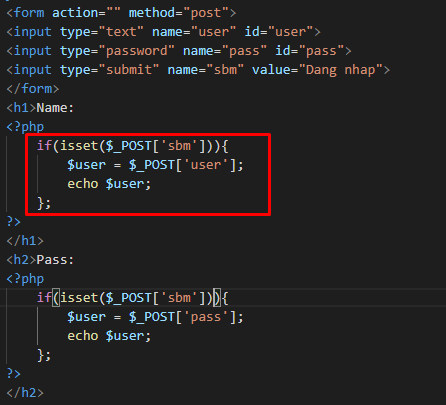 <form action="" method="post">
<input type="text" name="user" id="user">
<input type="password" name="pass" id="pass">
<input type="submit" name="sbm" value="Dang nhap">
</form>
<h1>Name:
<?php
if(isset($_POST['sbm'])){
$user = $_POST['user'];
echo $user;
};
?>
</h1>
<h2>Pass:
<?php
if(isset($_POST['sbm'])){
$user = $_POST['pass'];
echo $user;
};
?>
</h2>